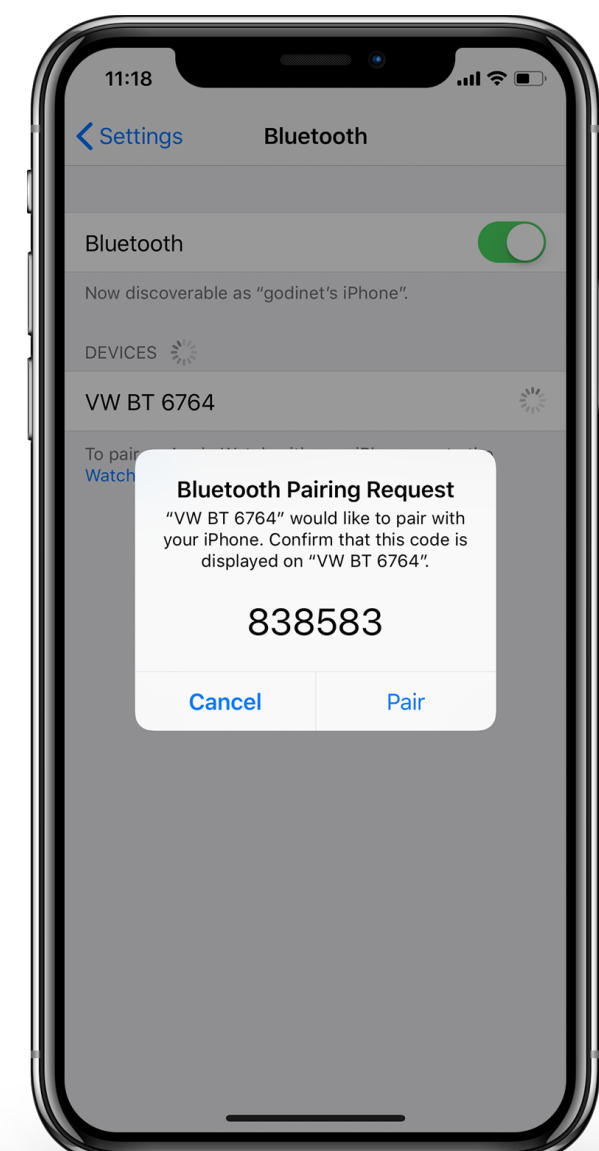 11:18
Settings
Bluetooth
Bluetooth
Now discoverable as “godinet’s iPhone”.
DEVICES
VW BT 6764
To pair
Watch
Bluetooth Pairing Request
“VW BT 6764” would like to pair with
your iPhone. Confirm that this code is
displayed on “VW BT 6764”.
838583
Cancel
Pair